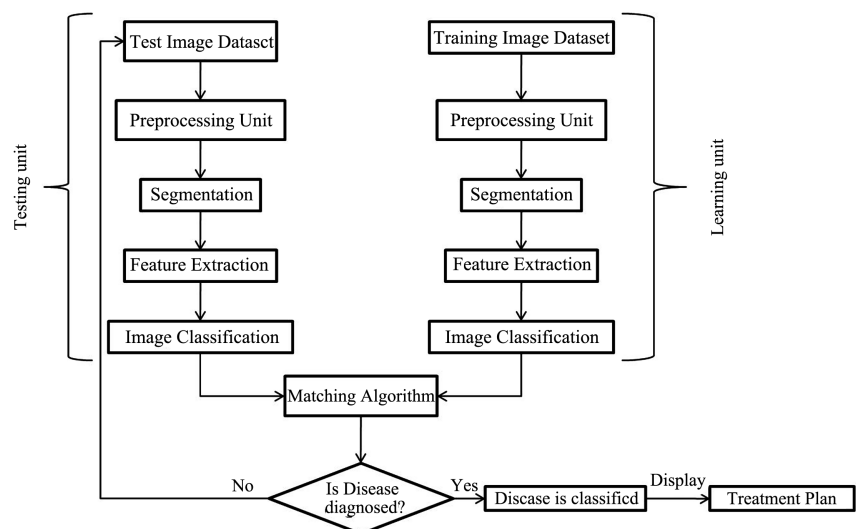 Test Image Datasct
Training Image Dataset
Preprocessing Unit
Preprocessing Unit
Testing unit
Learning unit
Segmentation
Segmentation
Feature Extraction
Feature Extraction
Image Classification
Image Classification
Matching Algorithm
No
Is Disease
diagnosed?
Yes
Discase is classificd
Display
Treatment Plan